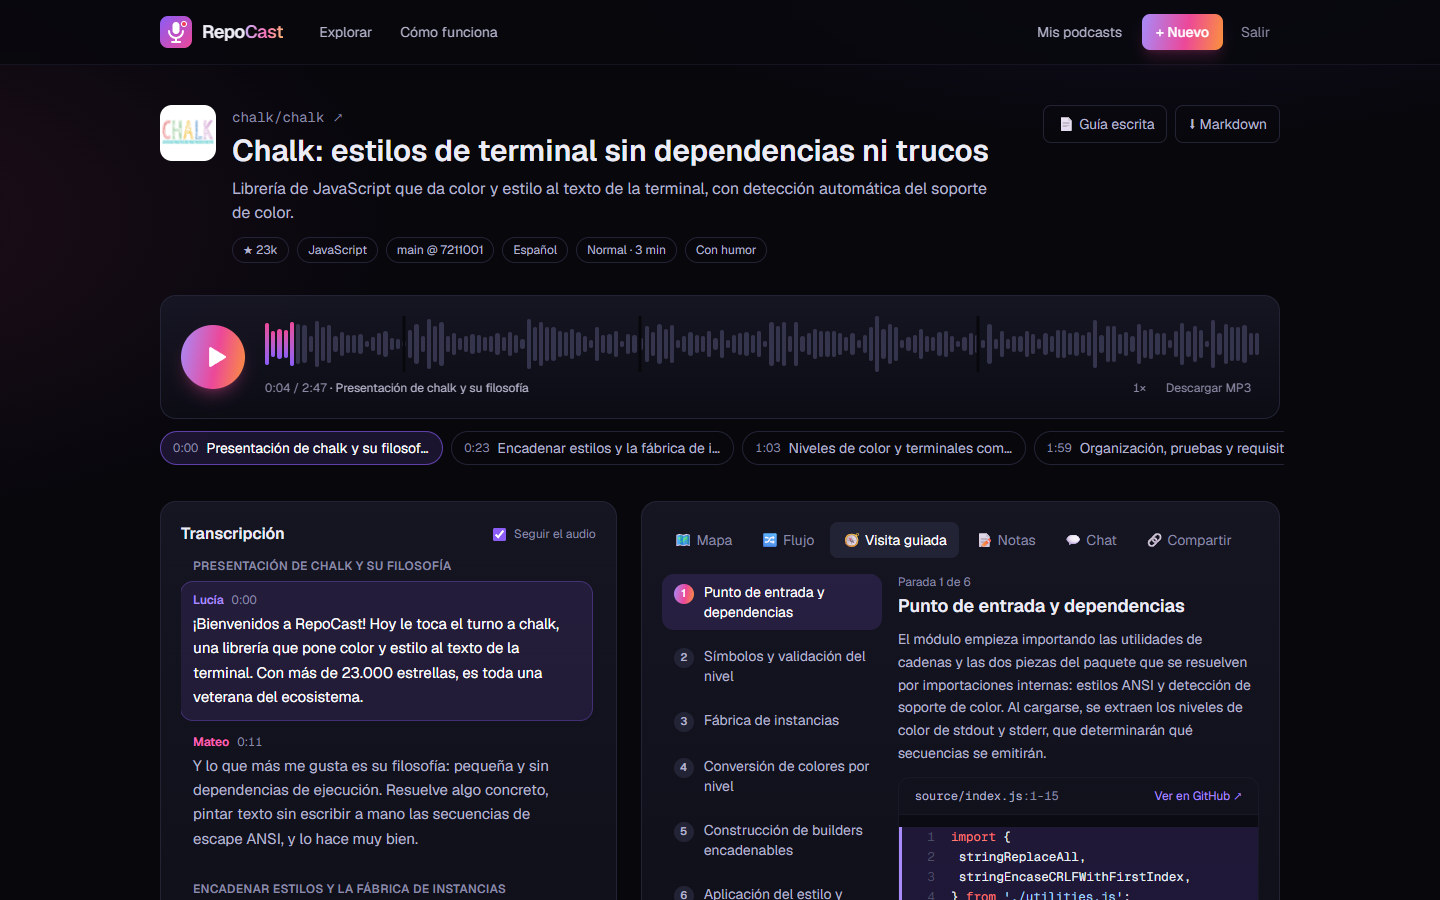 RepoCast
Explorar
Cómo funciona
Mis podcasts
+ Nuevo
Salir
CHALK
chalk/chalk ↗
Chalk: estilos de terminal sin dependencias ni trucos
Librería de JavaScript que da color y estilo al texto de la terminal, con detección automática del soporte
de color.
★ 23k
JavaScript
main @ 7211001
Español
Normal · 3 min
Con humor
Guía escrita
⬇ Markdown
0:04 / 2:47 · Presentación de chalk y su filosofía
1×
Descargar MP3
0:00 Presentación de chalk y su filosof…
0:23 Encadenar estilos y la fábrica de i…
1:03 Niveles de color y terminales com…
1:59 Organización, pruebas y requisit
Transcripción
Seguir el audio
PRESENTACIÓN DE CHALK Y SU FILOSOFÍA
Lucía 0:00
¡Bienvenidos a RepoCast! Hoy le toca el turno a chalk,
una librería que pone color y estilo al texto de la
terminal. Con más de 23.000 estrellas, es toda una
veterana del ecosistema.
Mateo 0:11
Y lo que más me gusta es su filosofía: pequeña y sin
dependencias de ejecución. Resuelve algo concreto,
pintar texto sin escribir a mano las secuencias de
escape ANSI, y lo hace muy bien.
ENCADENAR ESTILOS Y LA FÁBRICA DE INSTANCIAS
Mapa
Flujo
Visita guiada
Notas
Chat
Compartir
1 Punto de entrada y
dependencias
2 Símbolos y validación del
nivel
3 Fábrica de instancias
4 Conversión de colores por
nivel
5 Construcción de builders
encadenables
6 Aplicación del estilo y
Parada 1 de 6
Punto de entrada y dependencias
El módulo empieza importando las utilidades de
cadenas y las dos piezas del paquete que se resuelven
por importaciones internas: estilos ANSI y detección de
soporte de color. Al cargarse, se extraen los niveles de
color de stdout y stderr, que determinarán qué
secuencias se emitirán.
source/index.js:1-15
Ver en GitHub ↗
1 import {
2 stringReplaceAll,
3 stringEncaseCRLFWithFirstIndex,
4 } from './utilities.js';